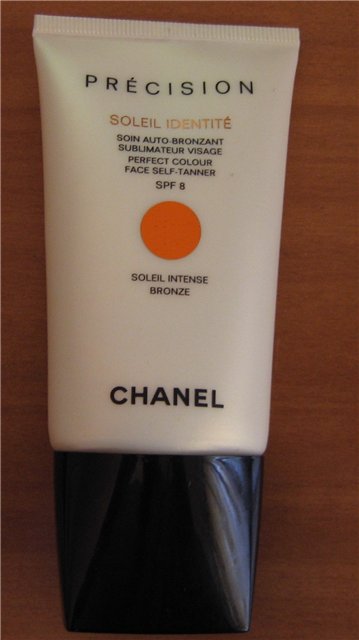 PRÉCISION
SOLEIL IDENTITÉ
SOIN AUTO-BRONZANT
SUBLIMATEUR VISAGE
PERFECT COLOUR
FACE SELF-TANNER
SPF 8
SOLEIL INTENSE
BRONZE
CHANEL